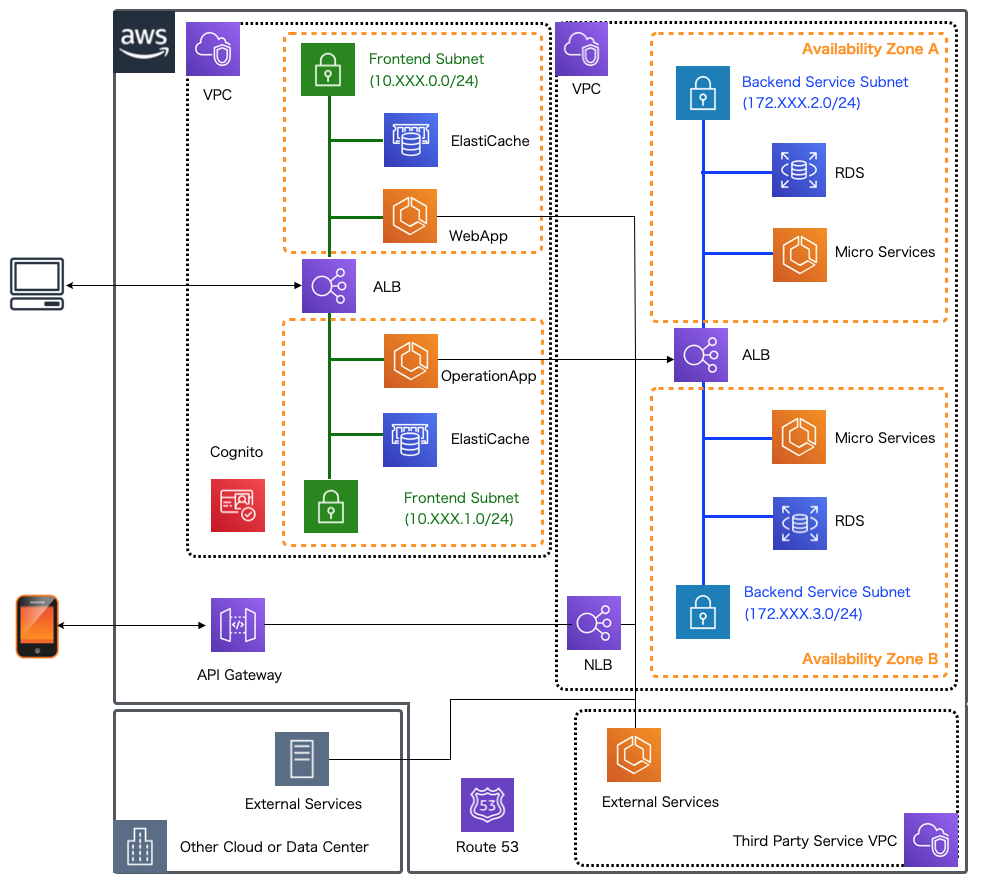 aws
VPC
Frontend Subnet
(10.XXX.0.0/24)
ElastiCache
WebApp
ALB
OperationApp
ElastiCache
Cognito
Frontend Subnet
(10.XXX.1.0/24)
VPC
Availability Zone A
Backend Service Subnet
(172.XXX.2.0/24)
RDS
Micro Services
ALB
Micro Services
RDS
Backend Service Subnet
(172.XXX.3.0/24)
Availability Zone B
API Gateway
NLB
External Services
Other Cloud or Data Center
53
Route 53
External Services
Third Party Service VPC